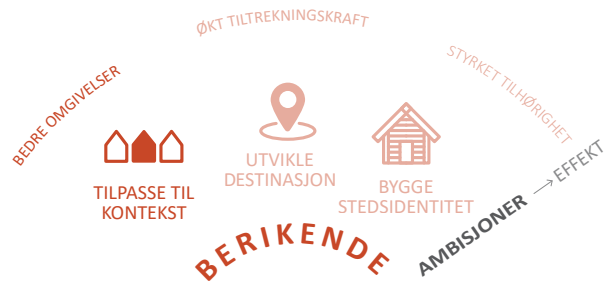 ØKT TILTREKNINGSKRAFT
BEDRE OMGIVELSER
STYRKET TILHØRIGHET
TILPASSE TIL
KONTEKST
UTVIKLE
DESTINASJON
BYGGE
STEDSIDENTITET
BERIKENDE
AMBISJONER → EFFEKT